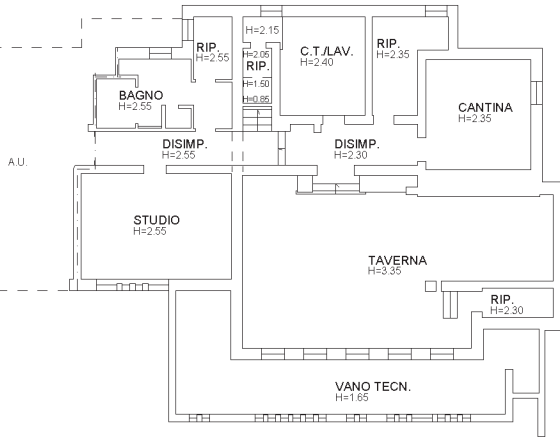 H=2.15
RIP.
H=2.55
H=2.05
RIP.
H=1.50
H=0.85
C.T./LAV.
H=2.40
RIP.
H=2.35
BAGNO
H=2.55
CANTINA
H=2.35
DISIMP.
H=2.55
DISIMP.
H=2.30
A.U.
STUDIO
H=2.55
TAVERNA
H=3.35
RIP.
H=2.30
VANO TECN.
H=1.65